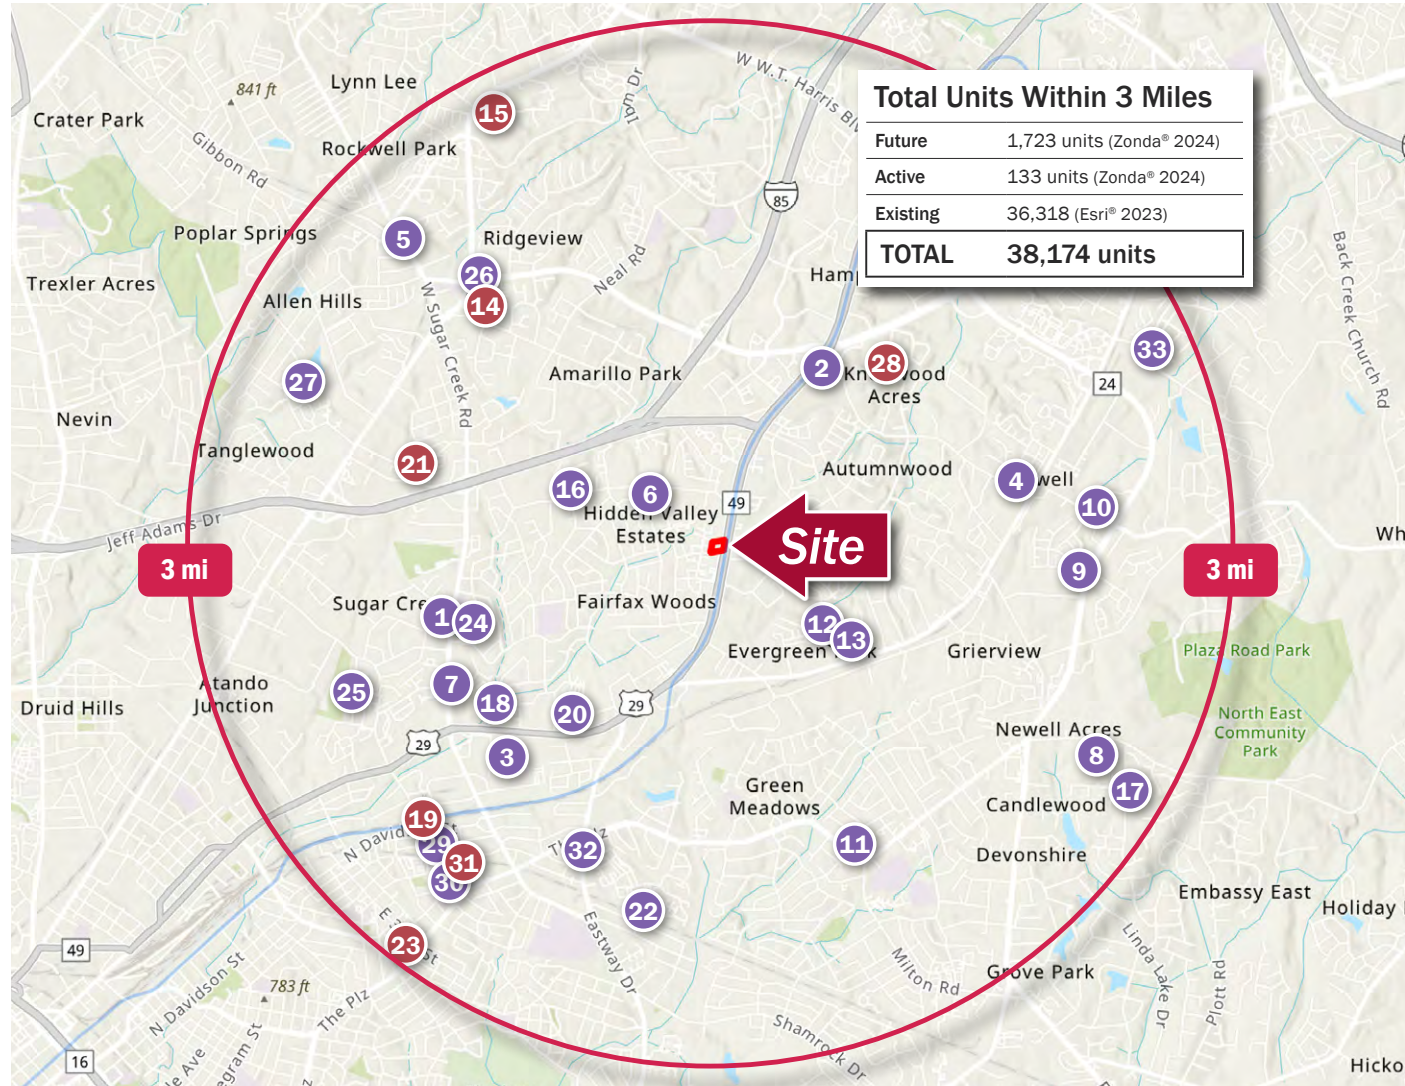 Lynn Lee
841 ft
Crater Park
15
Rockwell Park
Gibbon Rd
W W.T. Harris Blv
Total Units Within 3 Miles
Future 1,723 units (Zonda® 2024)
Active 133 units (Zonda® 2024)
Existing 36,318 (Esri® 2023)
TOTAL 38,174 units
85
Poplar Springs
5
Ridgeview
Neal Rd
26
Trexler Acres
Allen Hills
14
W Sugar Creek Rd
Back Creek Church Rd
33
27
Amarillo Park
2
28
Acres
24
Nevin
Tanglewood
21
Autumnwood
16
6
4
10
49
Hidden Valley
Estates
Jeff Adams Dr
Site
Wh
3 mi
9
3 mi
Sugar Cre
1
24
Fairfax Woods
12
13
Evergreen
Grierview
Plaza Road Park
25
7
Atando
Junction
Druid Hills
18
20
29
29
3
Newell Acres
North East
Community
Park
8
17
Green
Meadows
Candlewood
19
N Davids
29
31
30
32
11
Devonshire
22
Embassy East
Holiday
23
Eastway Dr
49
N Davidson St
783 ft
The Plz
Milton Rd
Grove Park
Linda Lake Dr
Plott Rd
Shamrock Dr
16
Hicko